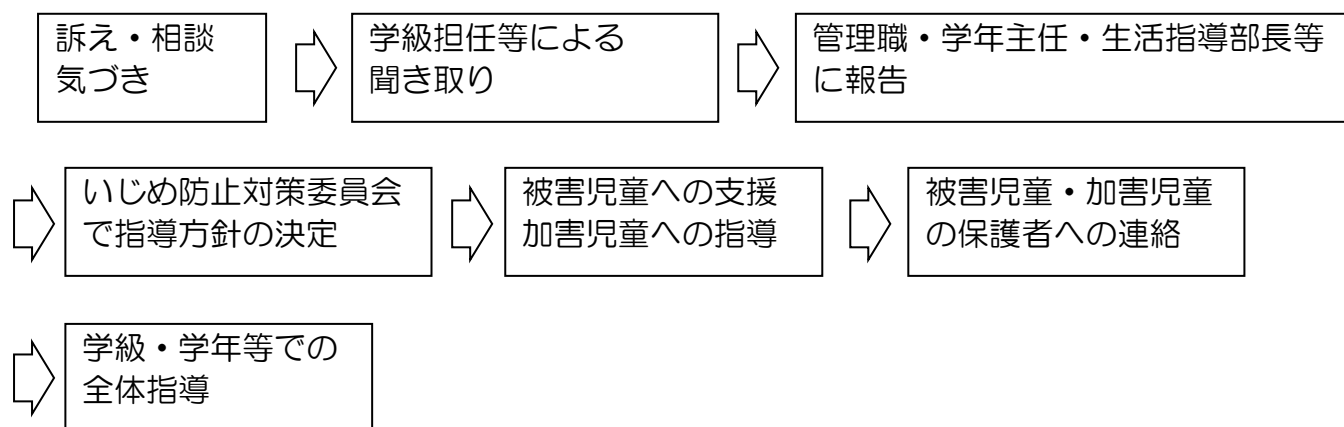 訴え・相談
気づき
学級担任等による
聞き取り
管理職・学年主任・生活指導部長等
に報告
いじめ防止対策委員会
で指導方針の決定
被害児童への支援
加害児童への指導
被害児童・加害児童
の保護者への連絡
学級・学年等での
全体指導